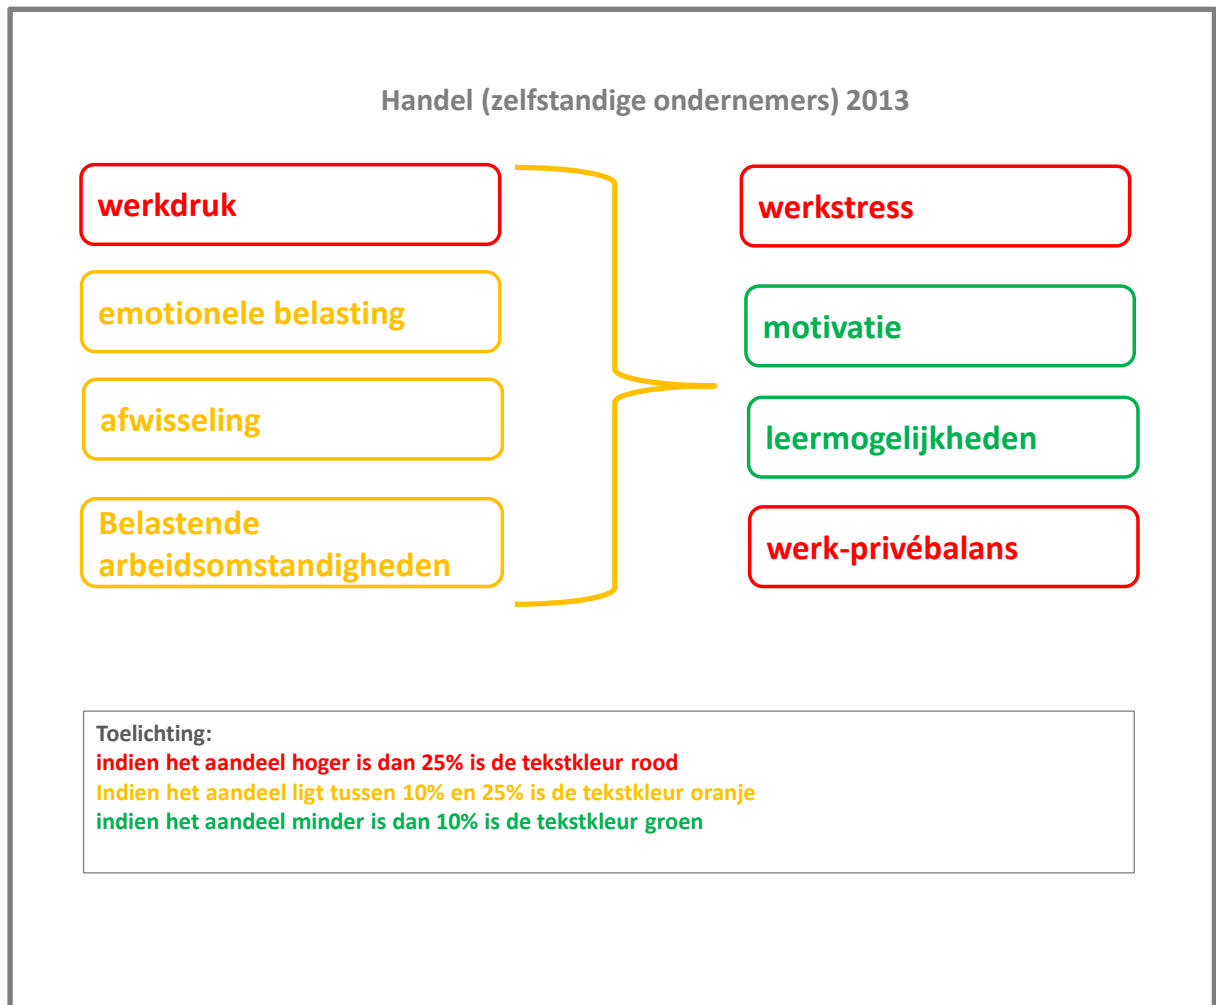 Handel (zelfstandige ondernemers) 2013
werkdruk
emotionele belasting
afwisseling
Belastende
arbeidsomstandigheden
werkstress
motivatie
leermogelijkheden
werk-privébalans
Toelichting:
indien het aandeel hoger is dan 25% is de tekstkleur rood
Indien het aandeel ligt tussen 10% en 25% is de tekstkleur oranje
indien het aandeel minder is dan 10% is de tekstkleur groen